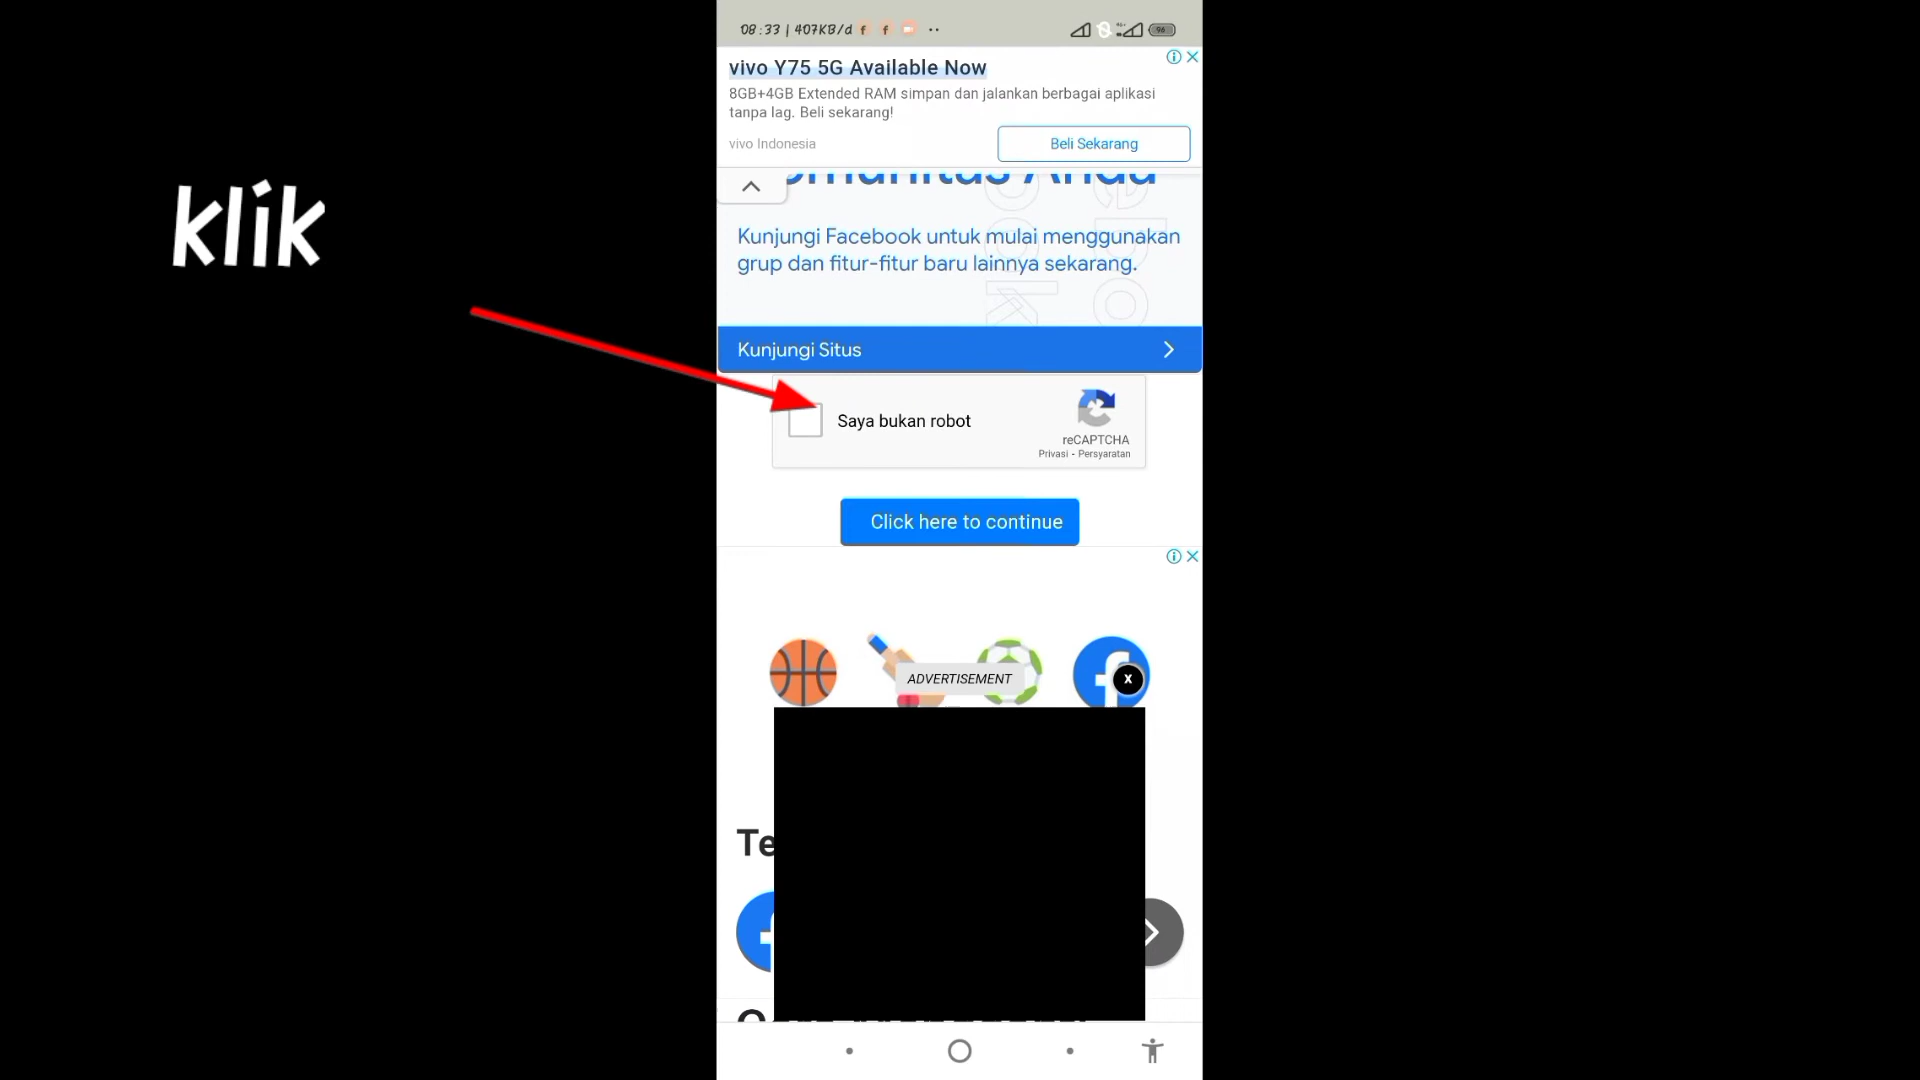 08:33 | 407KB/d
96
vivo Y75 5G Available Now
8GB+4GB Extended RAM simpan dan jalankan berbagai aplikasi
tanpa lag. Beli sekarang!
vivo Indonesia
Beli Sekarang
klik
Kunjungi Facebook untuk mulai menggunakan
grup dan fitur-fitur baru lainnya sekarang.
Kunjungi Situs
Saya bukan robot
reCAPTCHA
Privasi - Persyaratan
Click here to continue
ADVERTISEMENT
X
Te